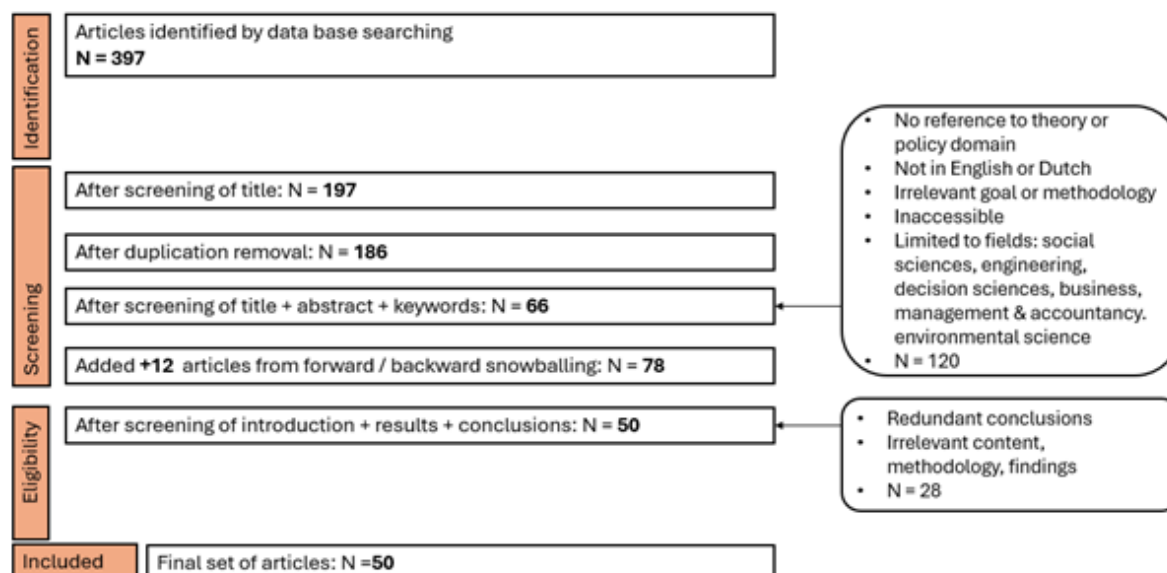 Identification
Articles identified by data base searching
N = 397
Screening
After screening of title: N = 197
After duplication removal: N = 186
After screening of title + abstract + keywords: N = 66
Added +12 articles from forward / backward snowballing: N = 78
• No reference to theory or
policy domain
• Not in English or Dutch
• Irrelevant goal or methodology
• Inaccessible
• Limited to fields: social
sciences, engineering,
decision sciences, business,
management & accountancy.
environmental science
• N = 120
Eligibility
After screening of introduction + results + conclusions: N = 50
• Redundant conclusions
• Irrelevant content,
methodology, findings
• N = 28
Included
Final set of articles: N =50